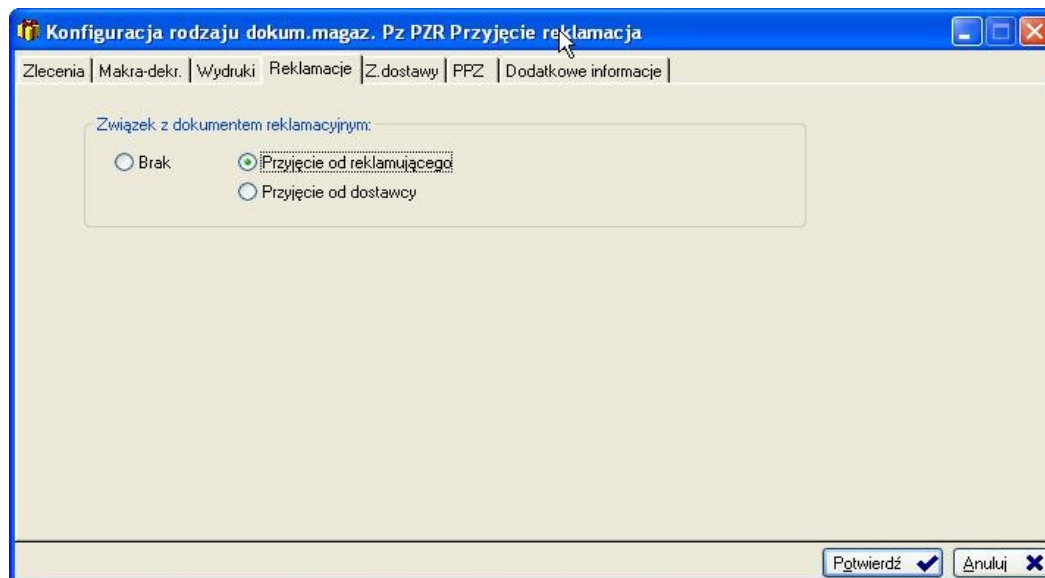 Konfiguracja rodzaju dokum.magaz. Pz PZR Przyjęcie reklamacja
Zlecenia Makra-dekr. Wydruki Reklamacje Z.dostawy PPZ Dodatkowe informacje
Związek z dokumentem reklamacyjnym:
Brak Przyjęcie od reklamującego
Przyjęcie od dostawcy
Potwierdź Anuluj